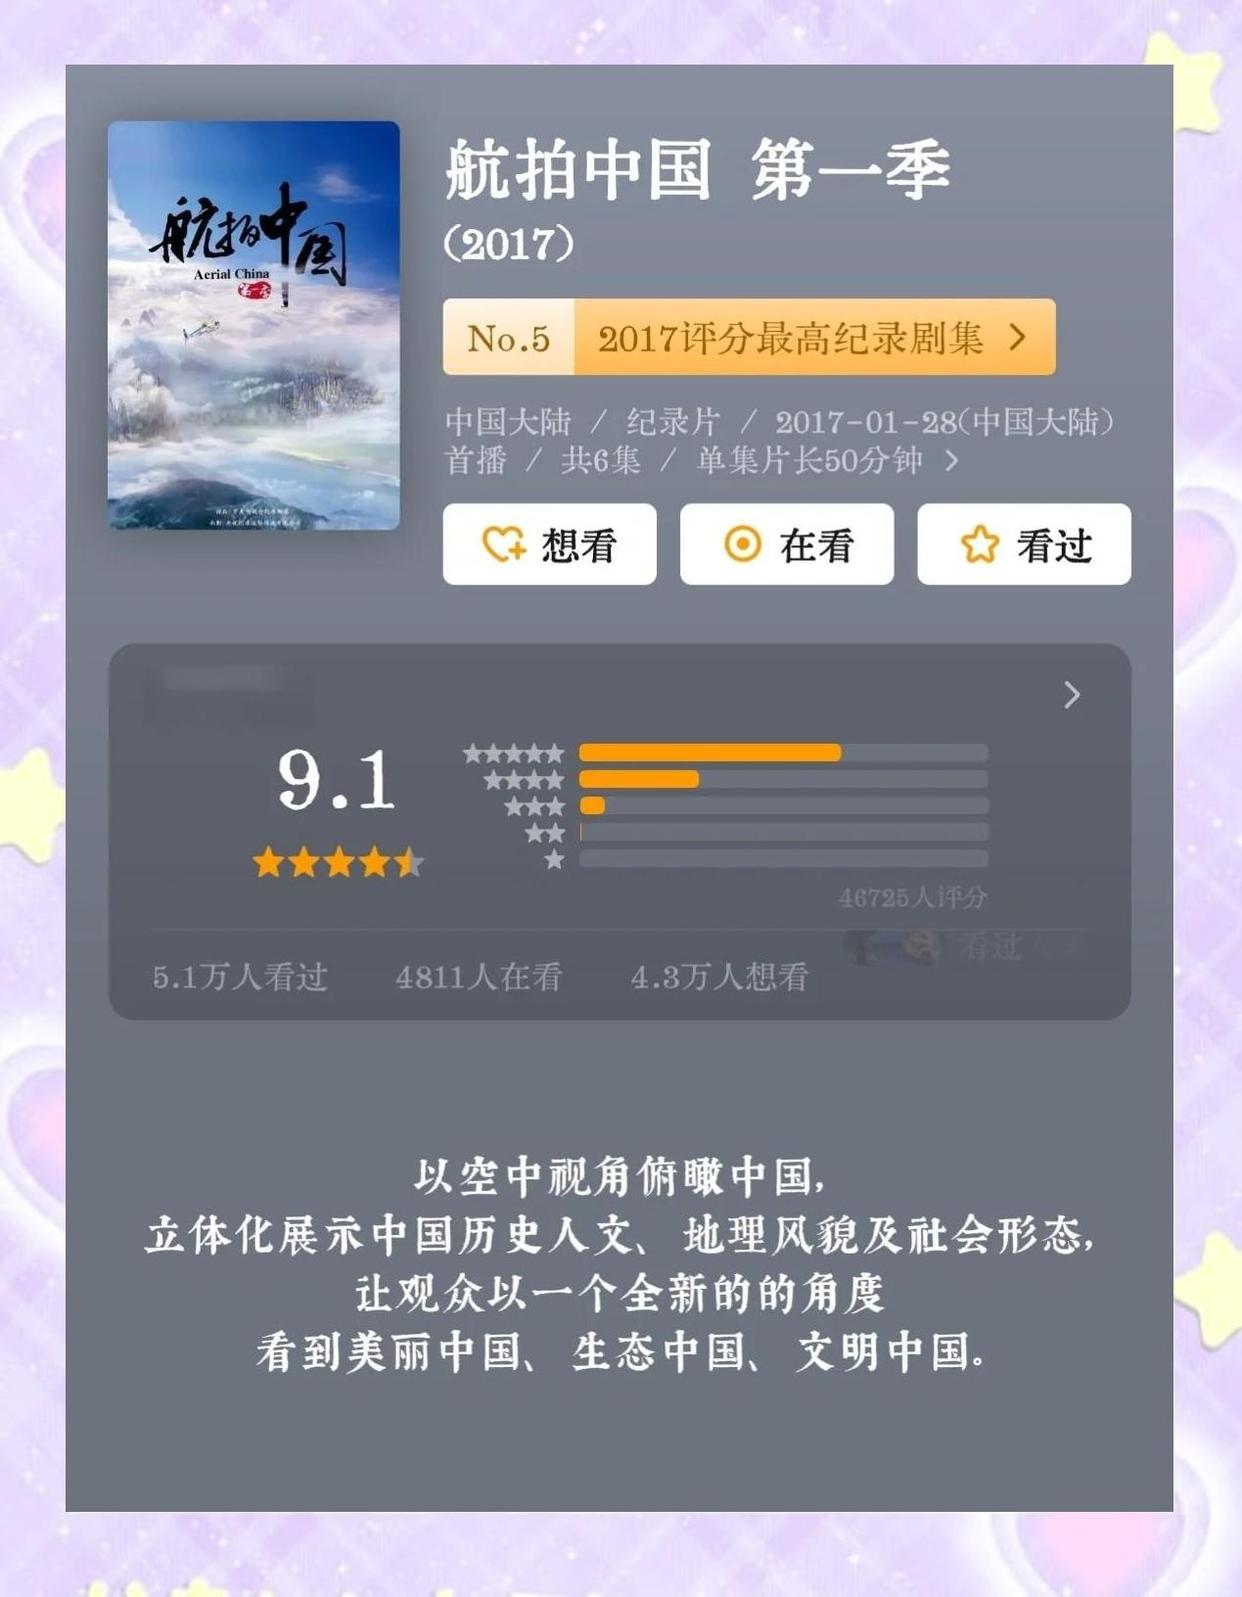 航拍中国
Aerial China
第一季
航拍中国 第一季
（2017）
No.5 2017评分最高纪录剧集 >
中国大陆 / 纪录片 / 2017-01-28(中国大陆)
首播 / 共6集 / 单集片长50分钟 >
想看 在看 看过
9.1
46725人评分
看过
5.1万人看过 4811人在看 4.3万人想看
以空中视角俯瞰中国，
立体化展示中国历史人文、地理风貌及社会形态，
让观众以一个全新的的角度
看到美丽中国、生态中国、文明中国。